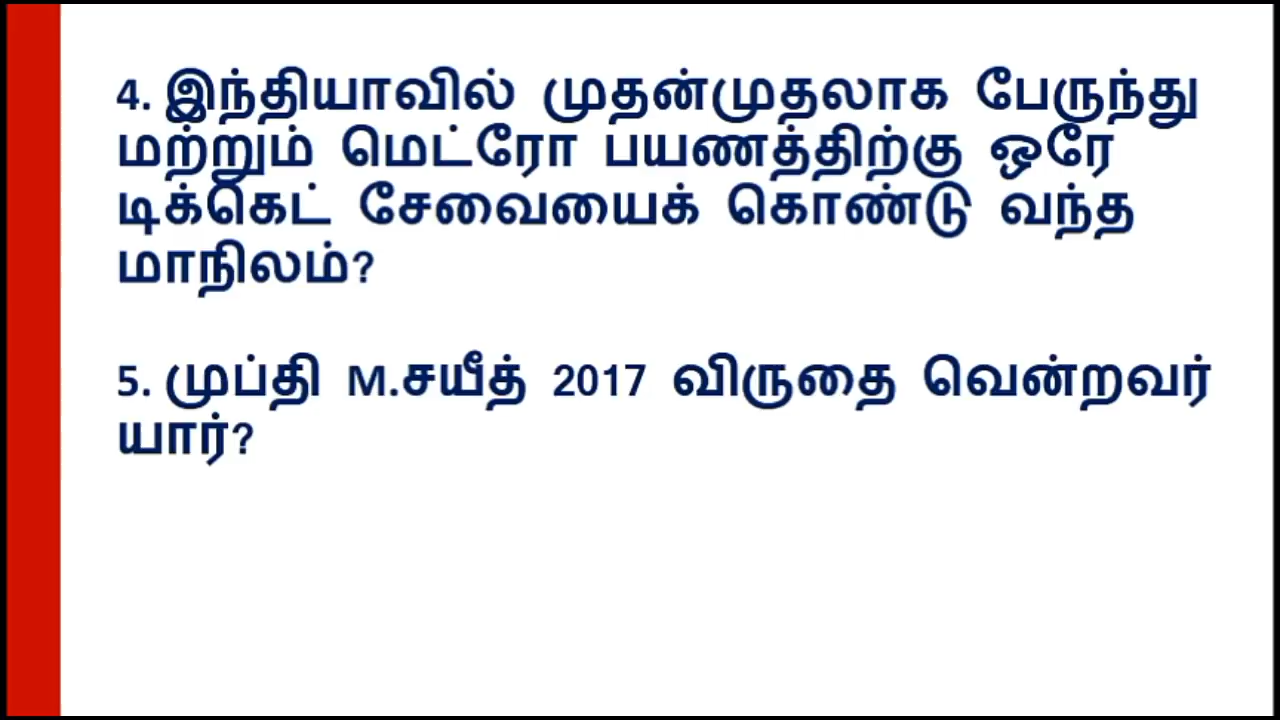 4. இந்தியாவில் முதன்முதலாக பேருந்து
மற்றும் மெட்ரோ பயணத்திற்கு ஒரே
டிக்கெட் சேவையைக் கொண்டு வந்த
மாநிலம்?
5. முப்தி M.சயீத் 2017 விருதை வென்றவர்
யார்?